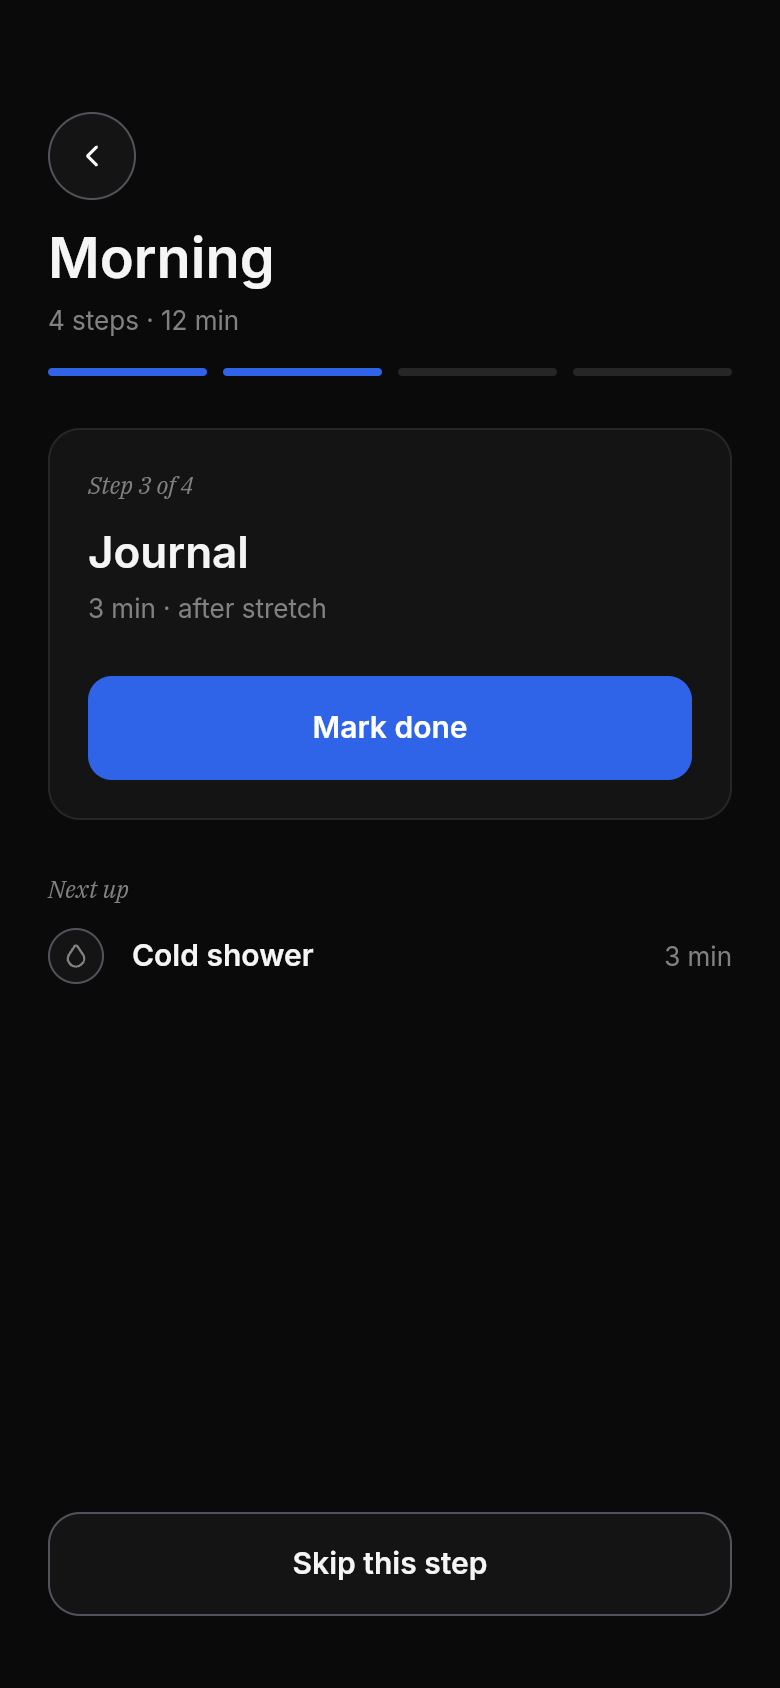 Morning
4 steps · 12 min
Step 3 of 4
Journal
3 min · after stretch
Mark done
Next up
Cold shower 3 min
Skip this step